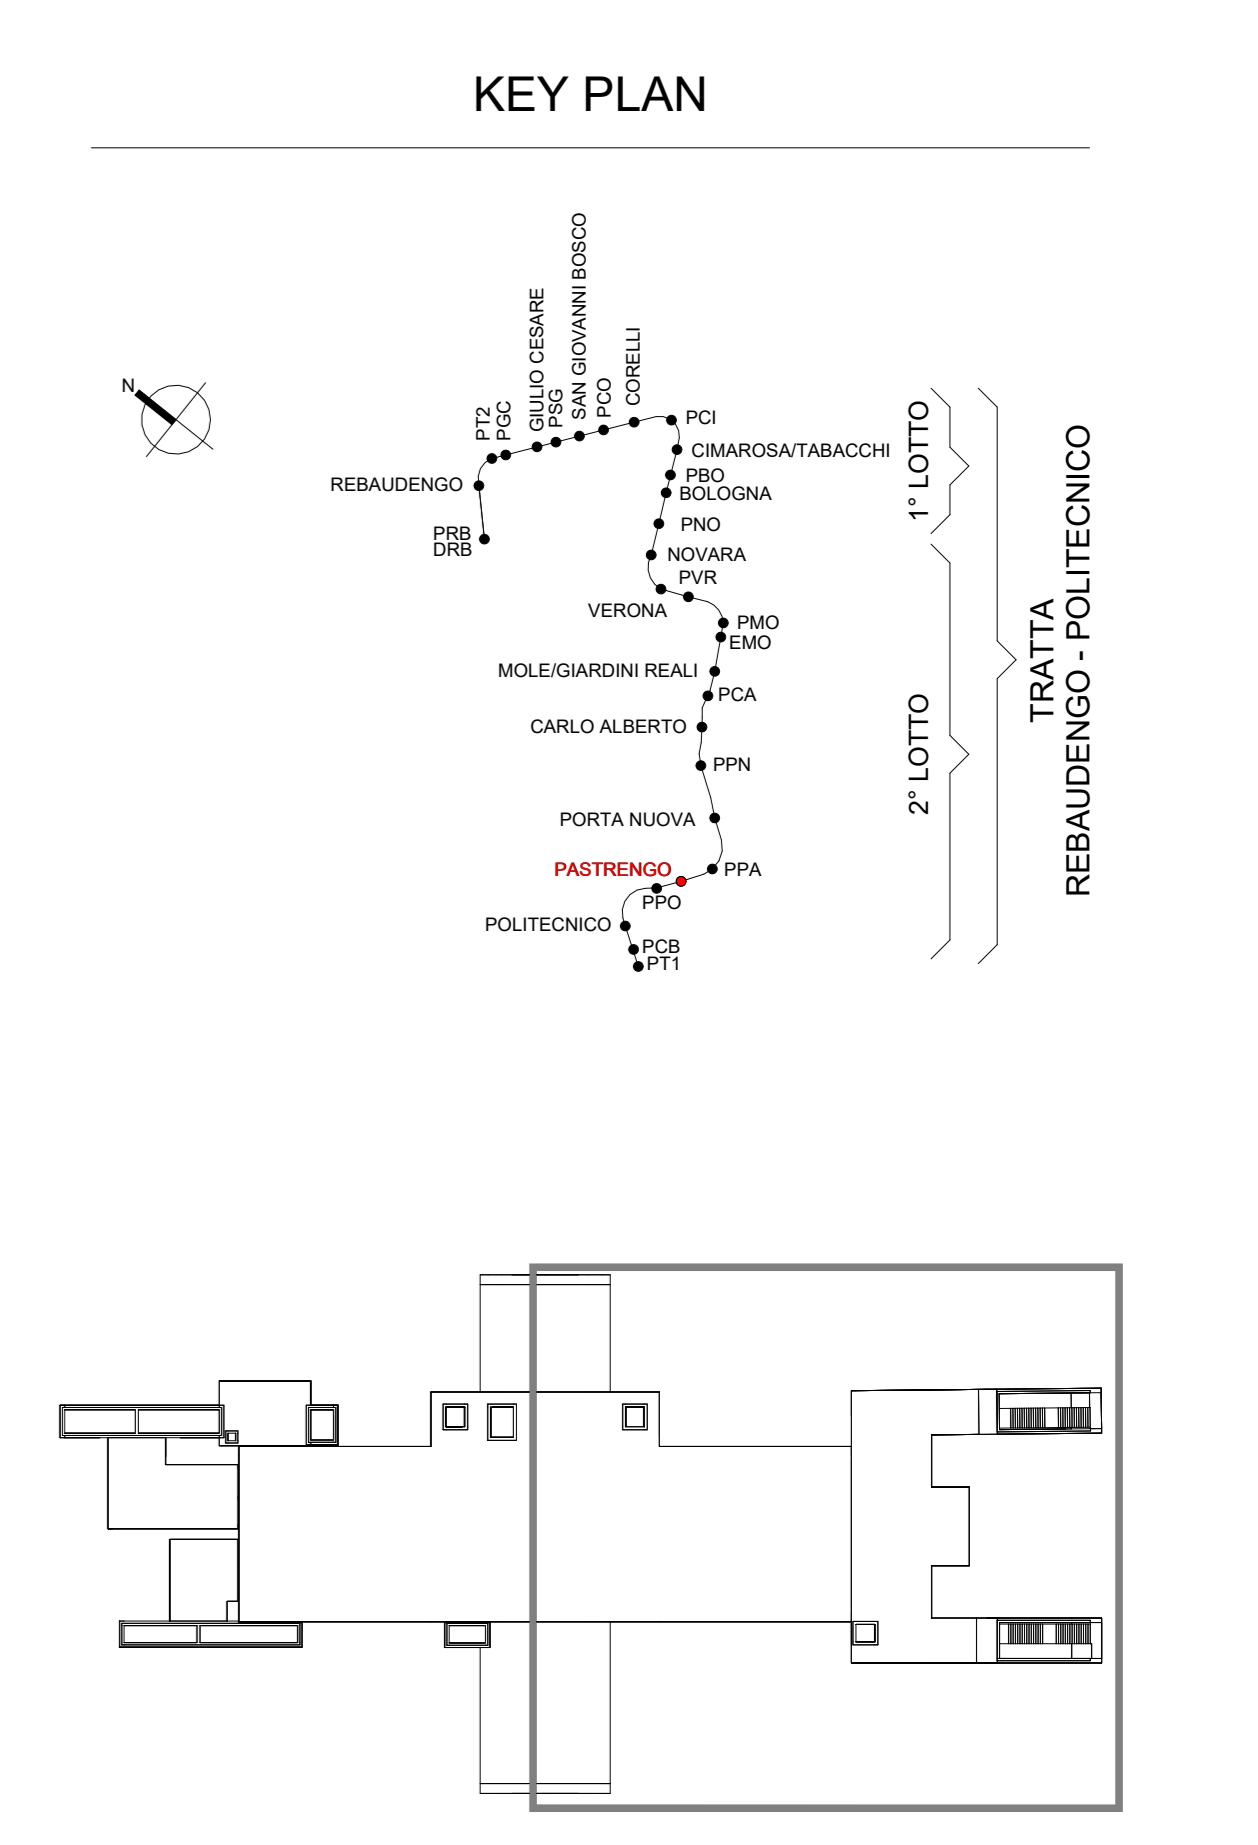 KEY PLAN
N
PT2
PGC
GIULIO CESARE
PSG
SAN GIOVANNI BOSCO
PCO
CORELLI
PCI
CIMAROSA/TABACCHI
REBAUDENGO
PBO
BOLOGNA
PRB
DRB
PNO
NOVARA
PVR
VERONA
PMO
EMO
MOLE/GIARDINI REALI
PCA
CARLO ALBERTO
PPN
PORTA NUOVA
PASTRENGO
PPA
PPO
POLITECNICO
PCB
PT1
1° LOTTO
2° LOTTO
TRATTA
REBAUDENGO - POLITECNICO